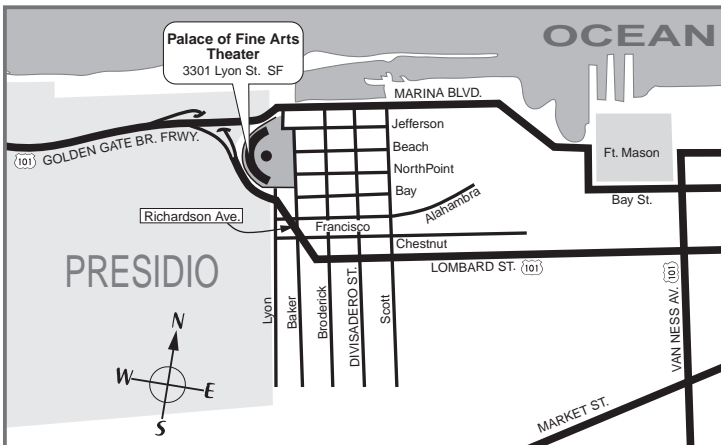 OCEAN
Palace of Fine Arts
Theater
3301 Lyon St. SF
MARINA BLVD.
Jefferson
Beach
NorthPoint
Bay
Alahambra
Ft. Mason
Bay St.
101 GOLDEN GATE BR. FRWY.
Richardson Ave.
Francisco
Chestnut
LOMBARD ST. 101
PRESIDIO
Lyon
Baker
Broderick
DIVISADERO ST.
Scott
VAN NESS AV. 101
MARKET ST.
N
W
E
S